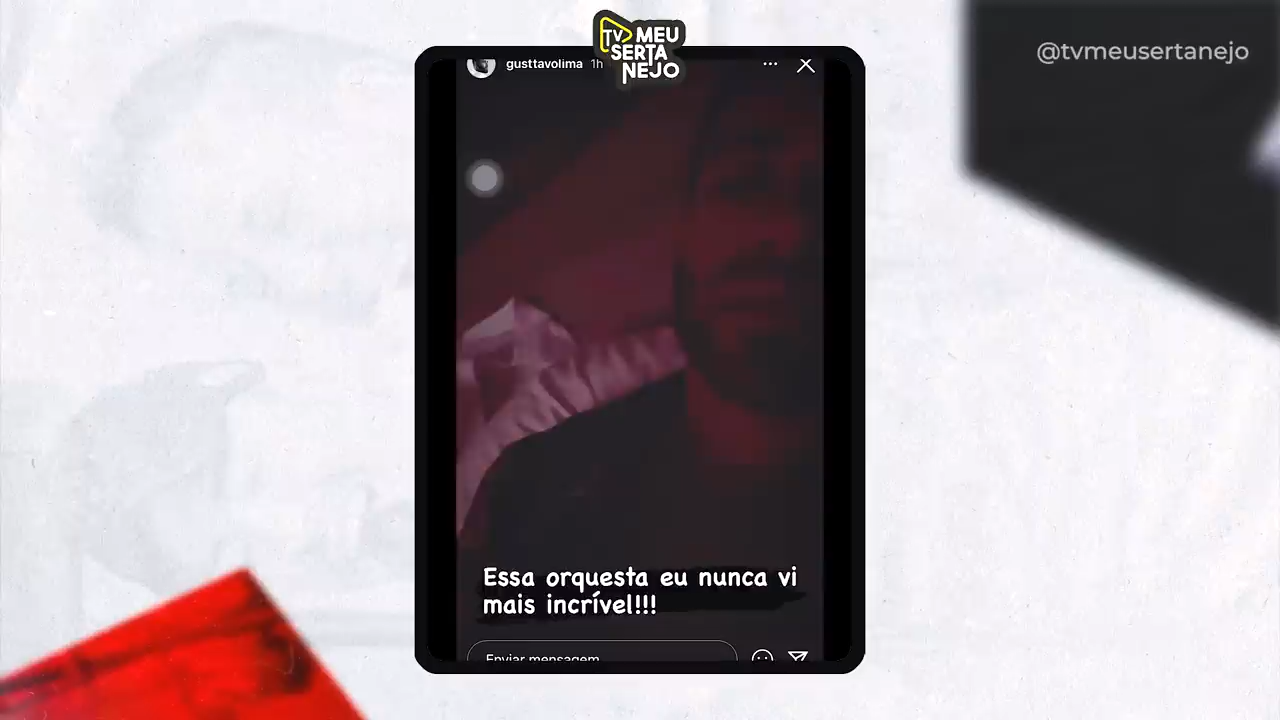 TV MEU
SERTA
NEJO
@tvmeusertanejo
gusttavolima 1h
Essa orquesta eu nunca vi
mais incrível!!!
Enviar mensagem